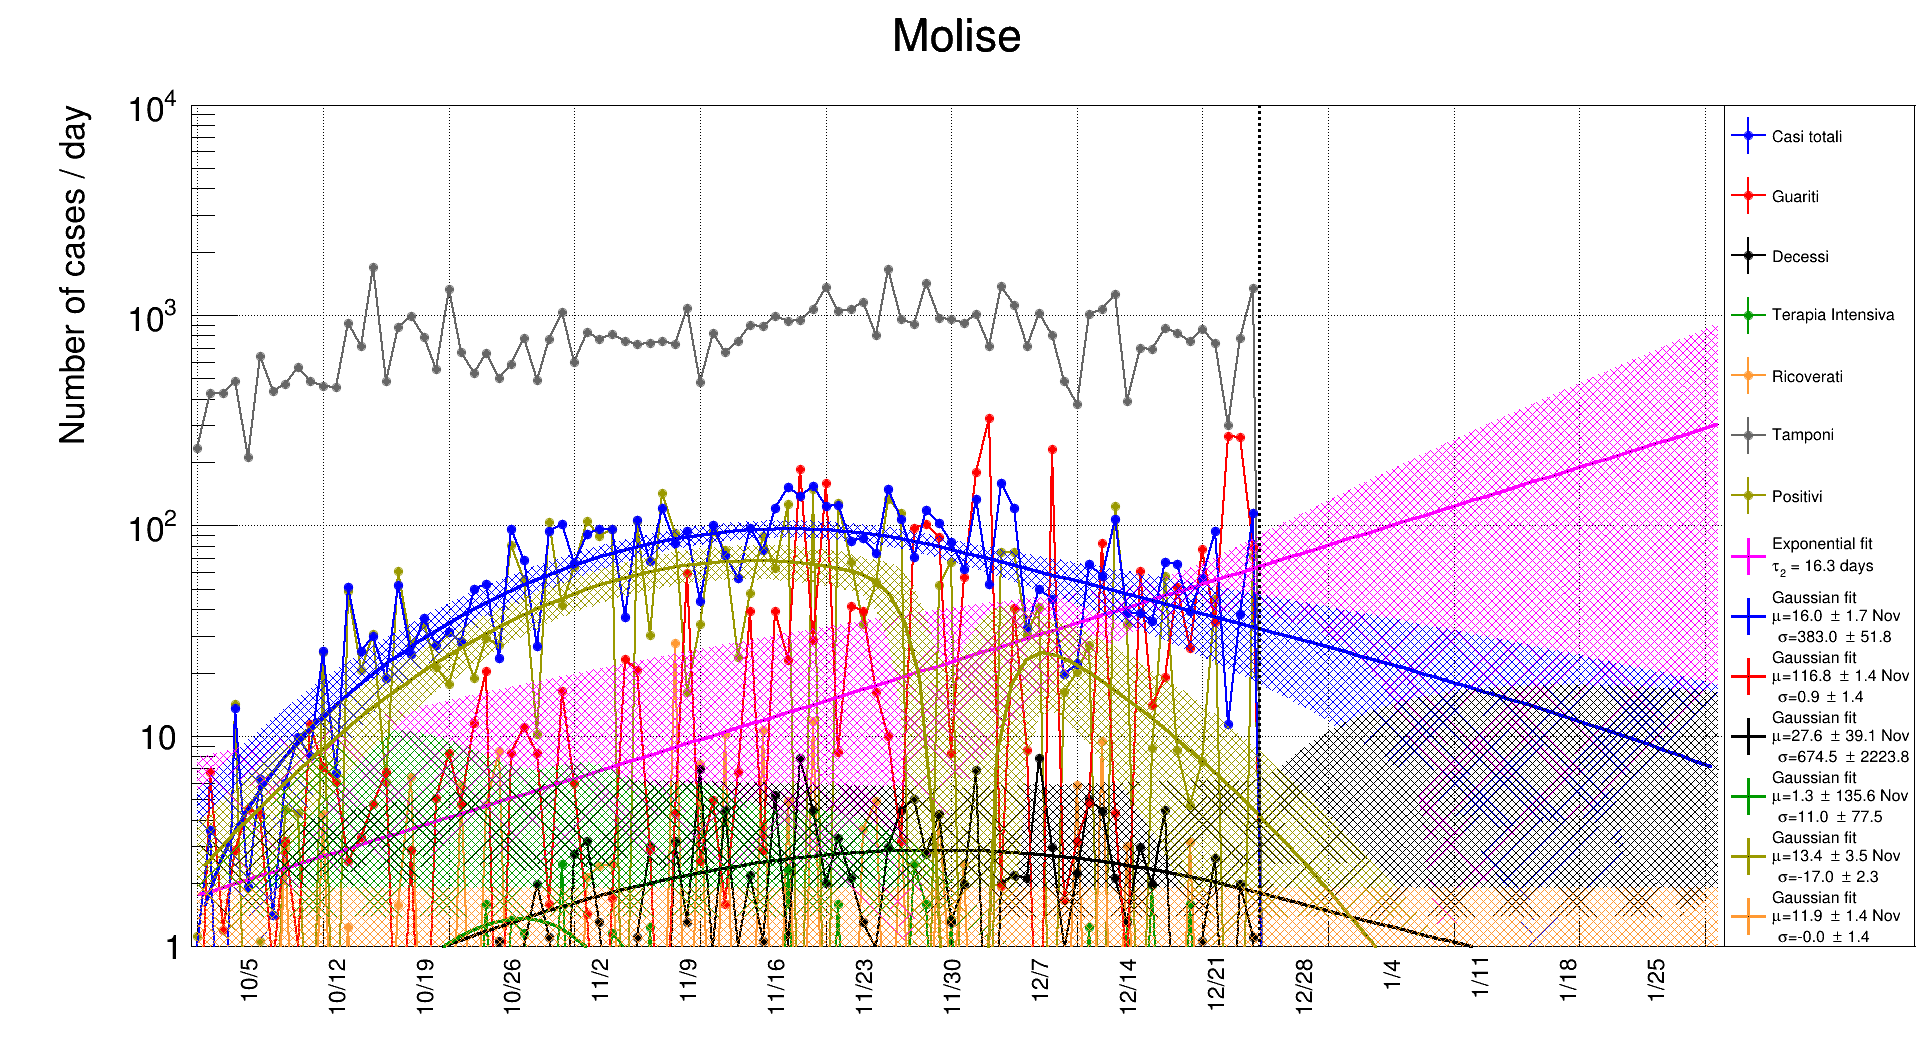 Molise
Number of cases / day
10^4
10^3
10^2
10
1
10/5
10/12
10/19
10/26
11/2
11/9
11/16
11/23
11/30
12/7
12/14
12/21
12/28
1/4
1/11
1/18
1/25
Casi totali
Guariti
Decessi
Terapia Intensiva
Ricoverati
Tamponi
Positivi
Exponential fit
τ₂ = 16.3 days
Gaussian fit
μ=16.0 ± 1.7 Nov
σ=383.0 ± 51.8
Gaussian fit
μ=116.8 ± 1.4 Nov
σ=0.9 ± 1.4
Gaussian fit
μ=27.6 ± 39.1 Nov
σ=674.5 ± 2223.8
Gaussian fit
μ=1.3 ± 135.6 Nov
σ=11.0 ± 77.5
Gaussian fit
μ=13.4 ± 3.5 Nov
σ=-17.0 ± 2.3
Gaussian fit
μ=11.9 ± 1.4 Nov
σ=-0.0 ± 1.4